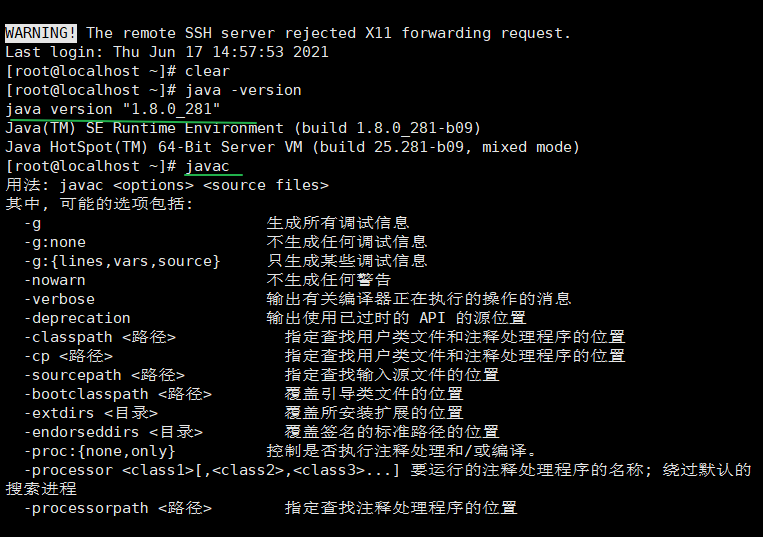 WARNING! The remote SSH server rejected X11 forwarding request.
Last login: Thu Jun 17 14:57:53 2021
[root@localhost ~]# clear
[root@localhost ~]# java -version
java version "1.8.0_281"
Java(TM) SE Runtime Environment (build 1.8.0_281-b09)
Java HotSpot(TM) 64-Bit Server VM (build 25.281-b09, mixed mode)
[root@localhost ~]# javac
用法: javac <options> <source files>
其中, 可能的选项包括:
  -g                         生成所有调试信息
  -g:none                    不生成任何调试信息
  -g:{lines,vars,source}     只生成某些调试信息
  -nowarn                    不生成任何警告
  -verbose                   输出有关编译器正在执行的操作的消息
  -deprecation               输出使用已过时的 API 的源位置
  -classpath <路径>            指定查找用户类文件和注释处理程序的位置
  -cp <路径>                   指定查找用户类文件和注释处理程序的位置
  -sourcepath <路径>           指定查找输入源文件的位置
  -bootclasspath <路径>        覆盖引导类文件的位置
  -extdirs <目录>              覆盖所安装扩展的位置
  -endorseddirs <目录>         覆盖签名的标准路径的位置
  -proc:{none,only}          控制是否执行注释处理和/或编译。
  -processor <class1>[,<class2>,<class3>...] 要运行的注释处理程序的名称; 绕过默认的
搜索进程
  -processorpath <路径>        指定查找注释处理程序的位置